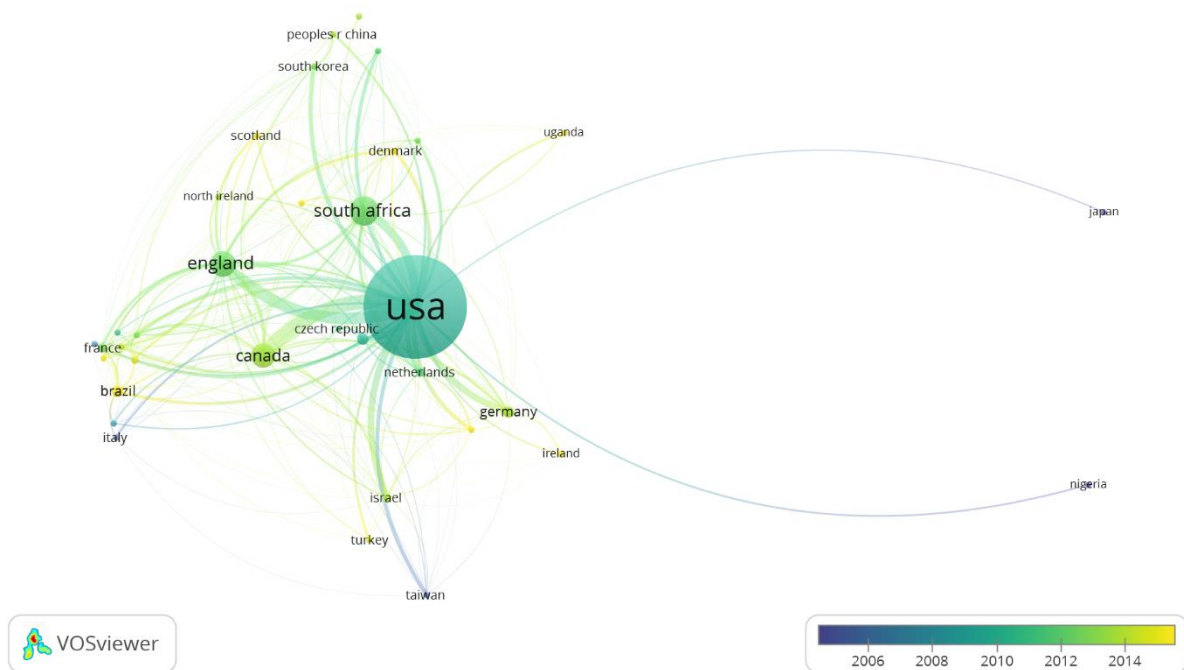 peoples r china
south korea
scotland
uganda
denmark
north ireland
south africa
japan
england
usa
czech republic
france
canada
netherlands
brazil
germany
italy
ireland
nigeria
israel
turkey
taiwan
VOSviewer
2006 2008 2010 2012 2014